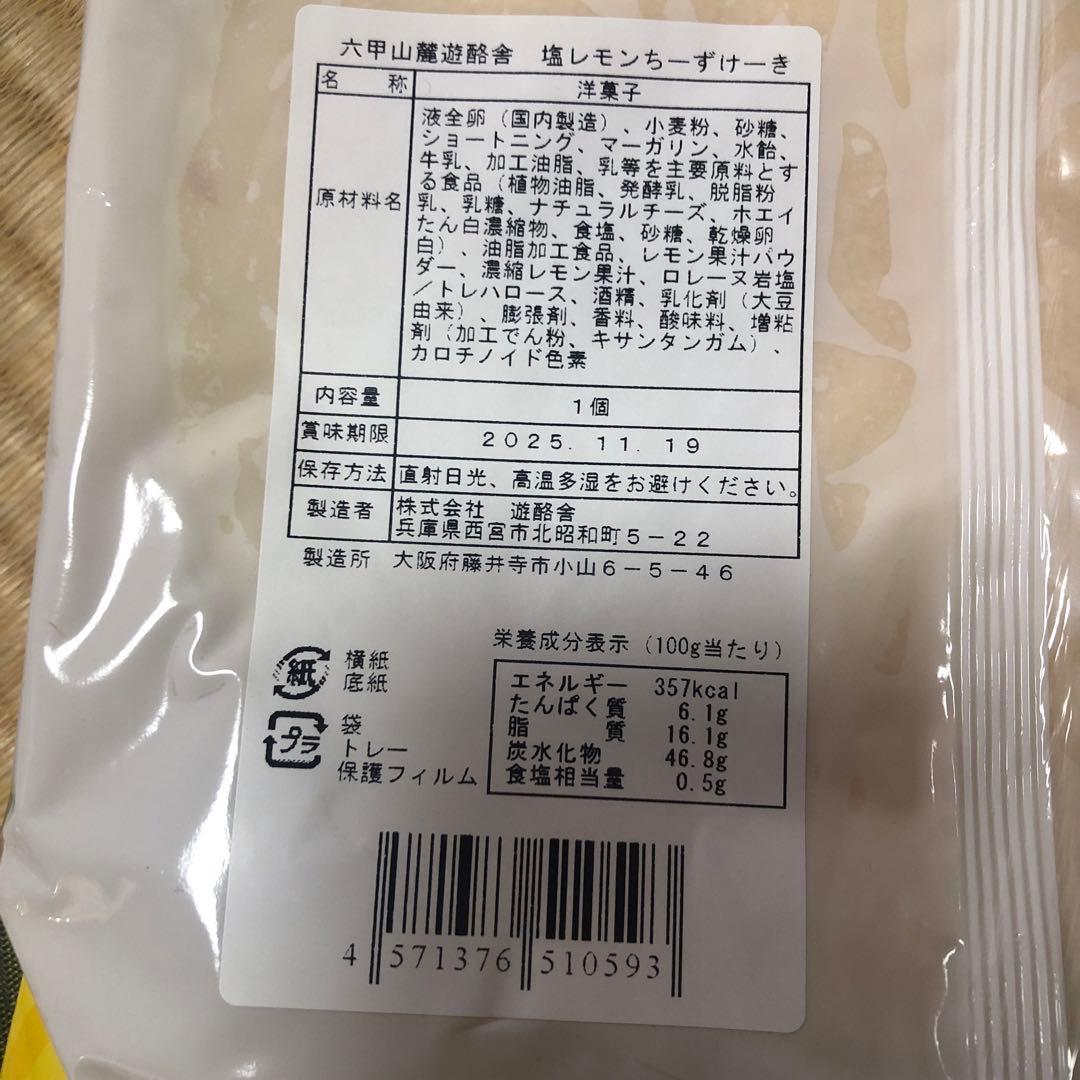 六甲山麓遊酪舎　塩レモンちーずけーき
名　称　洋菓子
原材料名
液全卵（国内製造）、小麦粉、砂糖、
ショートニング、マーガリン、水飴、
牛乳、加工油脂、乳等を主要原料とす
る食品（植物油脂、発酵乳、脱脂粉
乳、乳糖、ナチュラルチーズ、ホエイ
たん白濃縮物、食塩、砂糖、乾燥卵
白）、油脂加工食品、レモン果汁パウ
ダー、濃縮レモン果汁、ロレーヌ岩塩
／トレハロース、酒精、乳化剤（大豆
由来）、膨張剤、香料、酸味料、増粘
剤（加工でん粉、キサンタンガム）、
カロチノイド色素
内容量　1個
賞味期限　2025. 11. 19
保存方法　直射日光、高温多湿をお避けください。
製造者　株式会社　遊酪舎
兵庫県西宮市北昭和町5－22
製造所　大阪府藤井寺市小山6－5－46
栄養成分表示（100g当たり）
エネルギー　357kcal
たんぱく質　6.1g
脂　質　16.1g
炭水化物　46.8g
食塩相当量　0.5g
紙　横紙
底紙
プラ　袋
トレー
保護フィルム
4 571376 510593